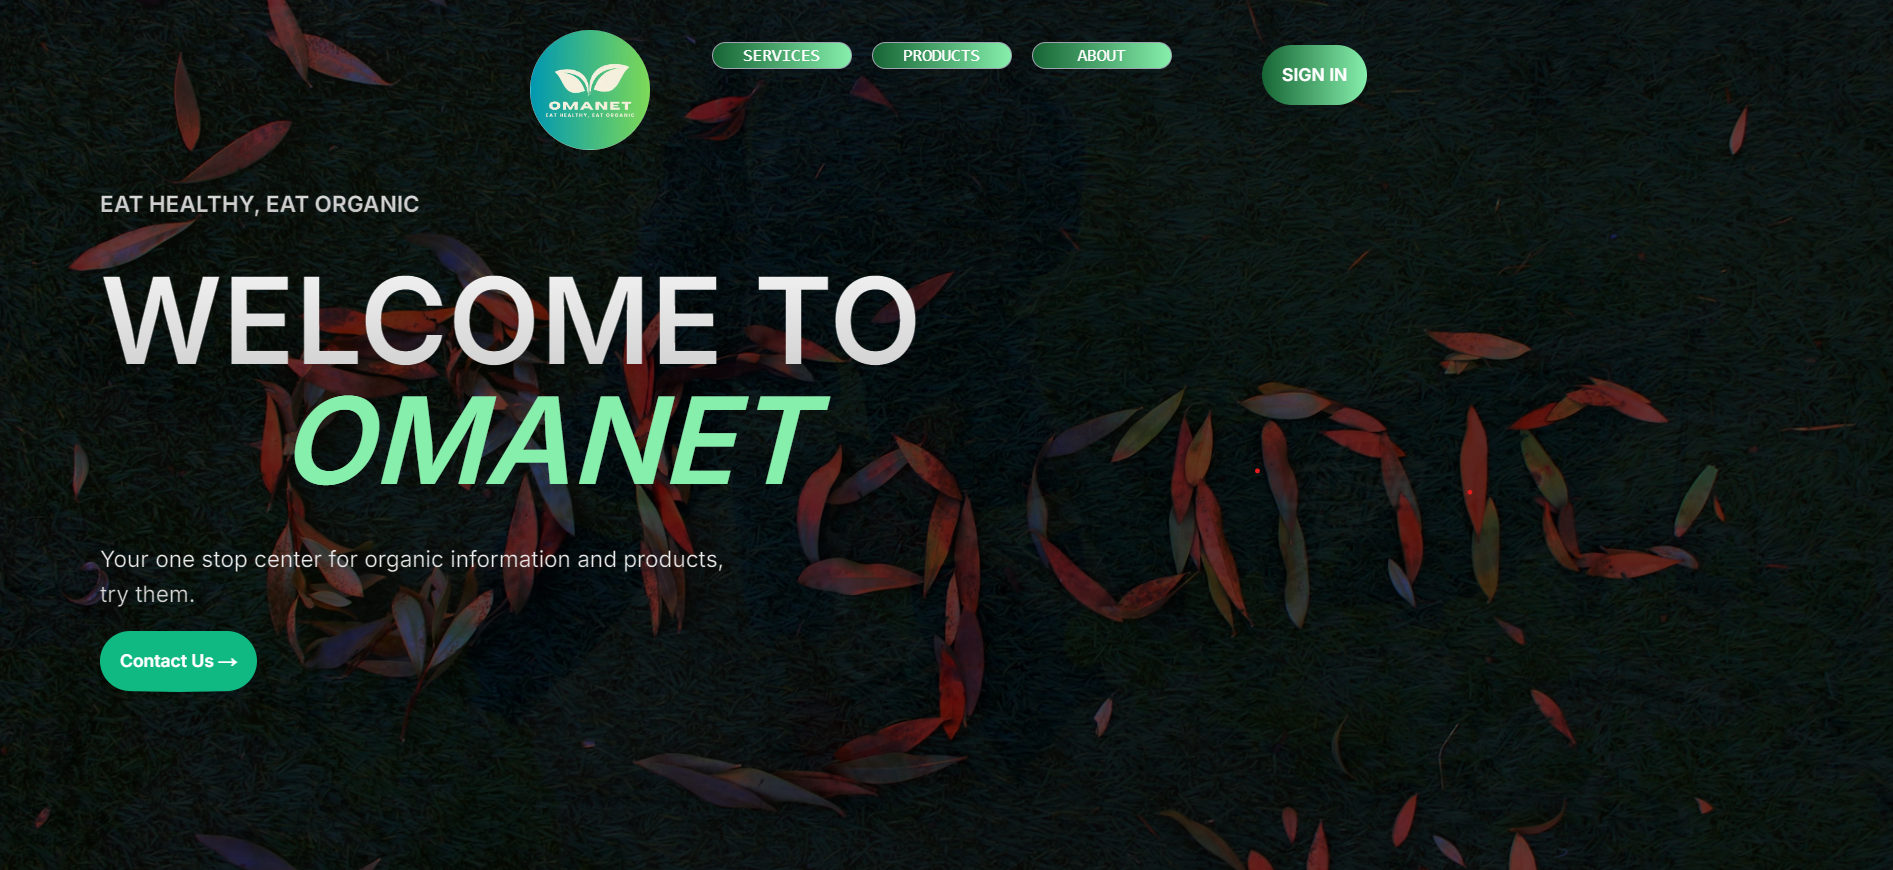 OMANET
EAT HEALTHY, EAT ORGANIC
SERVICES
PRODUCTS
ABOUT
SIGN IN
EAT HEALTHY, EAT ORGANIC
WELCOME TO
OMANET
Your one stop center for organic information and products,
try them.
Contact Us →
organic